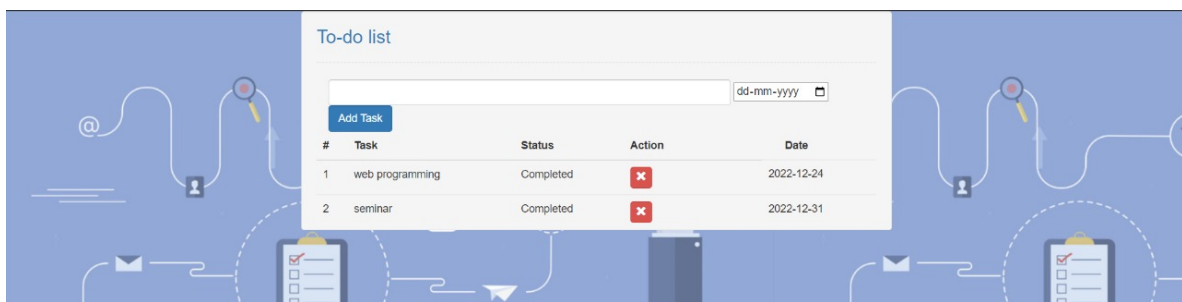 To-do list
dd-mm-yyyy
Add Task
# Task Status Action Date
1 web programming Completed 2022-12-24
2 seminar Completed 2022-12-31
@